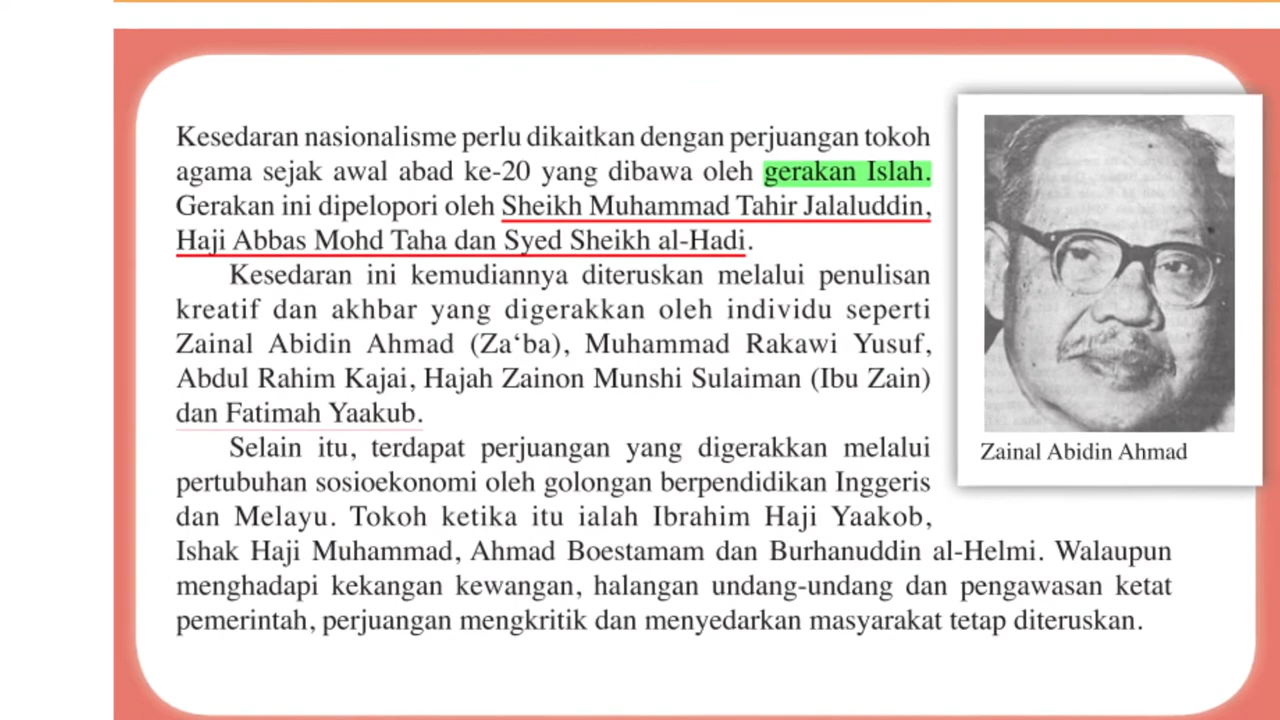 Kesedaran nasionalisme perlu dikaitkan dengan perjuangan tokoh
agama sejak awal abad ke-20 yang dibawa oleh gerakan Islah.
Gerakan ini dipelopori oleh Sheikh Muhammad Tahir Jalaluddin,
Haji Abbas Mohd Taha dan Syed Sheikh al-Hadi.
Kesedaran ini kemudiannya diteruskan melalui penulisan
kreatif dan akhbar yang digerakkan oleh individu seperti
Zainal Abidin Ahmad (Za‘ba), Muhammad Rakawi Yusuf,
Abdul Rahim Kajai, Hajah Zainon Munshi Sulaiman (Ibu Zain)
dan Fatimah Yaakub.
Selain itu, terdapat perjuangan yang digerakkan melalui
pertubuhan sosioekonomi oleh golongan berpendidikan Inggeris
dan Melayu. Tokoh ketika itu ialah Ibrahim Haji Yaakob,
Ishak Haji Muhammad, Ahmad Boestamam dan Burhanuddin al-Helmi. Walaupun
menghadapi kekangan kewangan, halangan undang-undang dan pengawasan ketat
pemerintah, perjuangan mengkritik dan menyedarkan masyarakat tetap diteruskan.
Zainal Abidin Ahmad